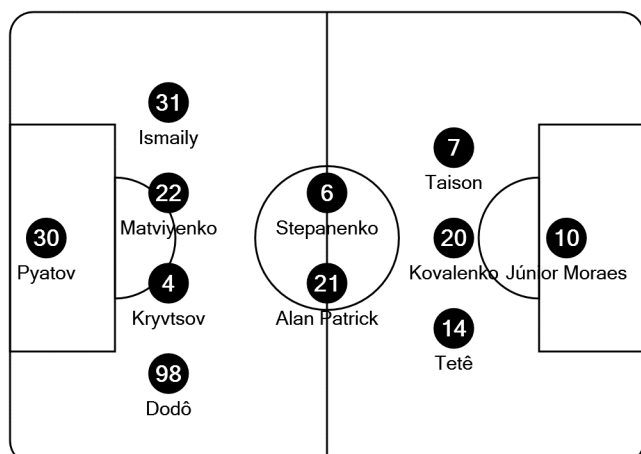 31
Ismaily
7
Taison
22
Matviyenko
6
Stepanenko
30
Pyatov
20
Kovalenko
10
Júnior Moraes
4
Kryvtsov
21
Alan Patrick
14
Tetê
98
Dodô